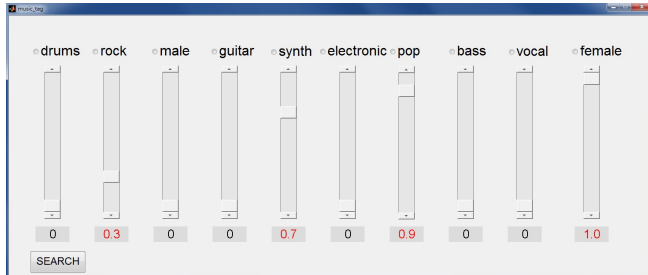 music_tag
drums rock male guitar synth electronic pop bass vocal female
0 0.3 0 0 0.7 0 0.9 0 0 1.0
SEARCH